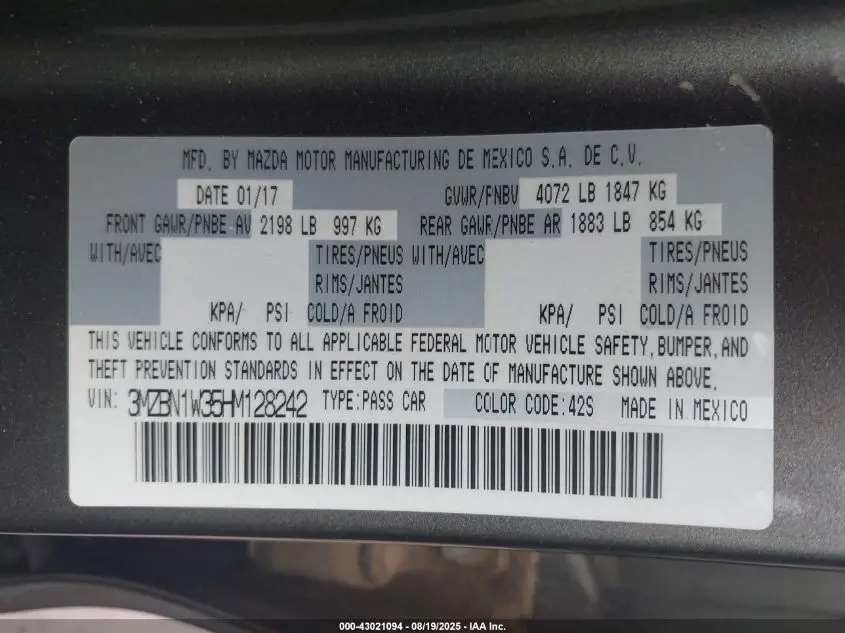 MFD. BY MAZDA MOTOR MANUFACTURING DE MEXICO S.A. DE C.V.
DATE 01/17 GVWR/FNBV 4072 LB 1847 KG
FRONT GAWR/PNBE AV 2198 LB 997 KG REAR GAWR/PNBE AR 1883 LB 854 KG
WITH/AVEC TIRES/PNEUS WITH/AVEC TIRES/PNEUS
RIMS/JANTES RIMS/JANTES
KPA/ PSI COLD/A FROID KPA/ PSI COLD/A FROID
THIS VEHICLE CONFORMS TO ALL APPLICABLE FEDERAL MOTOR VEHICLE SAFETY, BUMPER, AND
THEFT PREVENTION STANDARDS IN EFFECT ON THE DATE OF MANUFACTURE SHOWN ABOVE.
VIN: 3MZBN1W35HM128242 TYPE:PASS CAR COLOR CODE:42S MADE IN MEXICO
000-43021094 - 08/19/2025 - IAA Inc.